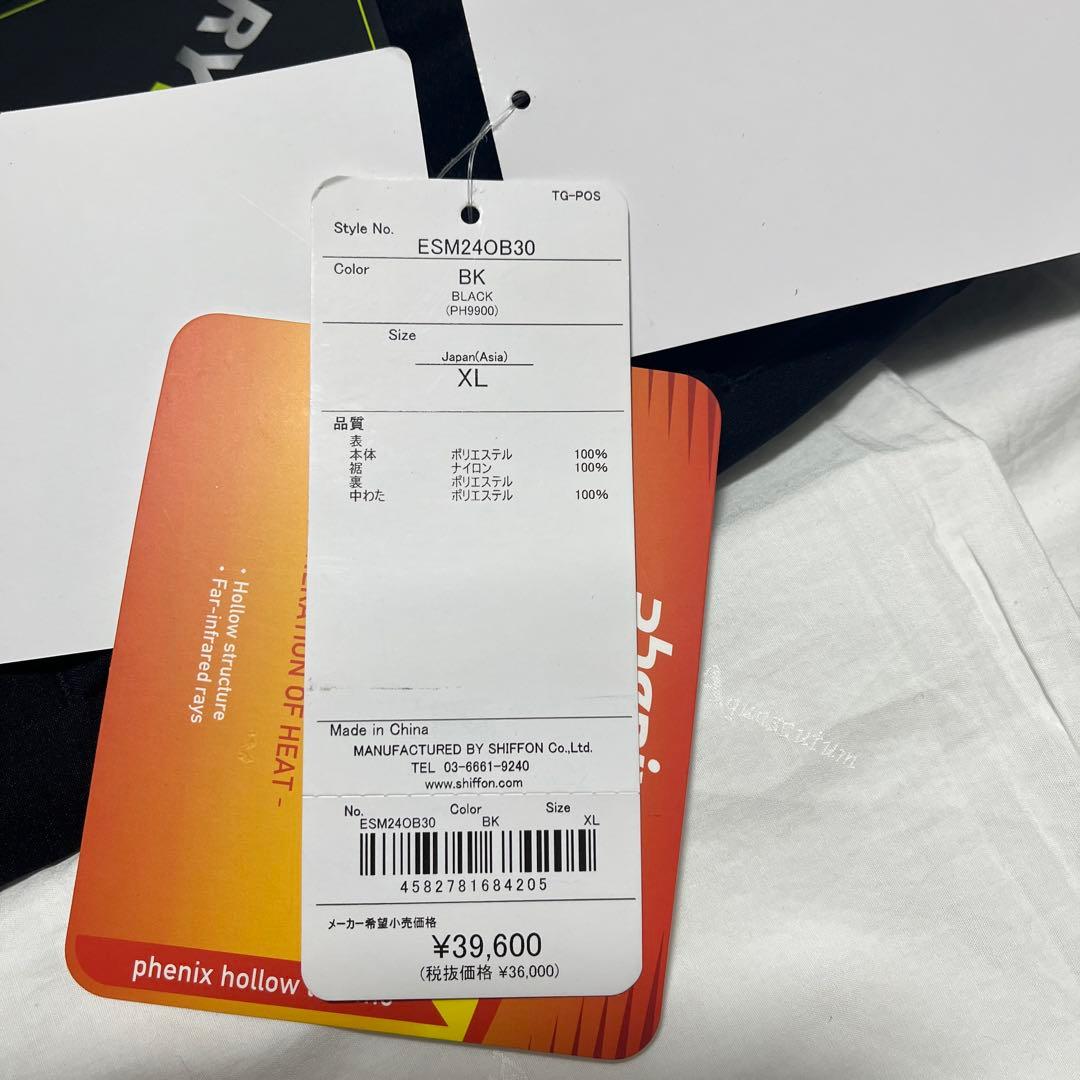 RY
TG-POS
Style No.
ESM24OB30
Color
BK
BLACK
(PH9900)
Size
Japan(Asia)
XL
品質
表
本体 ポリエステル 100%
裾 ナイロン 100%
裏 ポリエステル
中わた ポリエステル 100%
Made in China
MANUFACTURED BY SHIFFON Co.,Ltd.
TEL 03-6661-9240
www.shiffon.com
No. Color Size
ESM24OB30 BK XL
4582781684205
メーカー希望小売価格
¥39,600
(税抜価格 ¥36,000)
・Hollow structure
・Far-infrared rays
OF HEAT -
phenix hollow